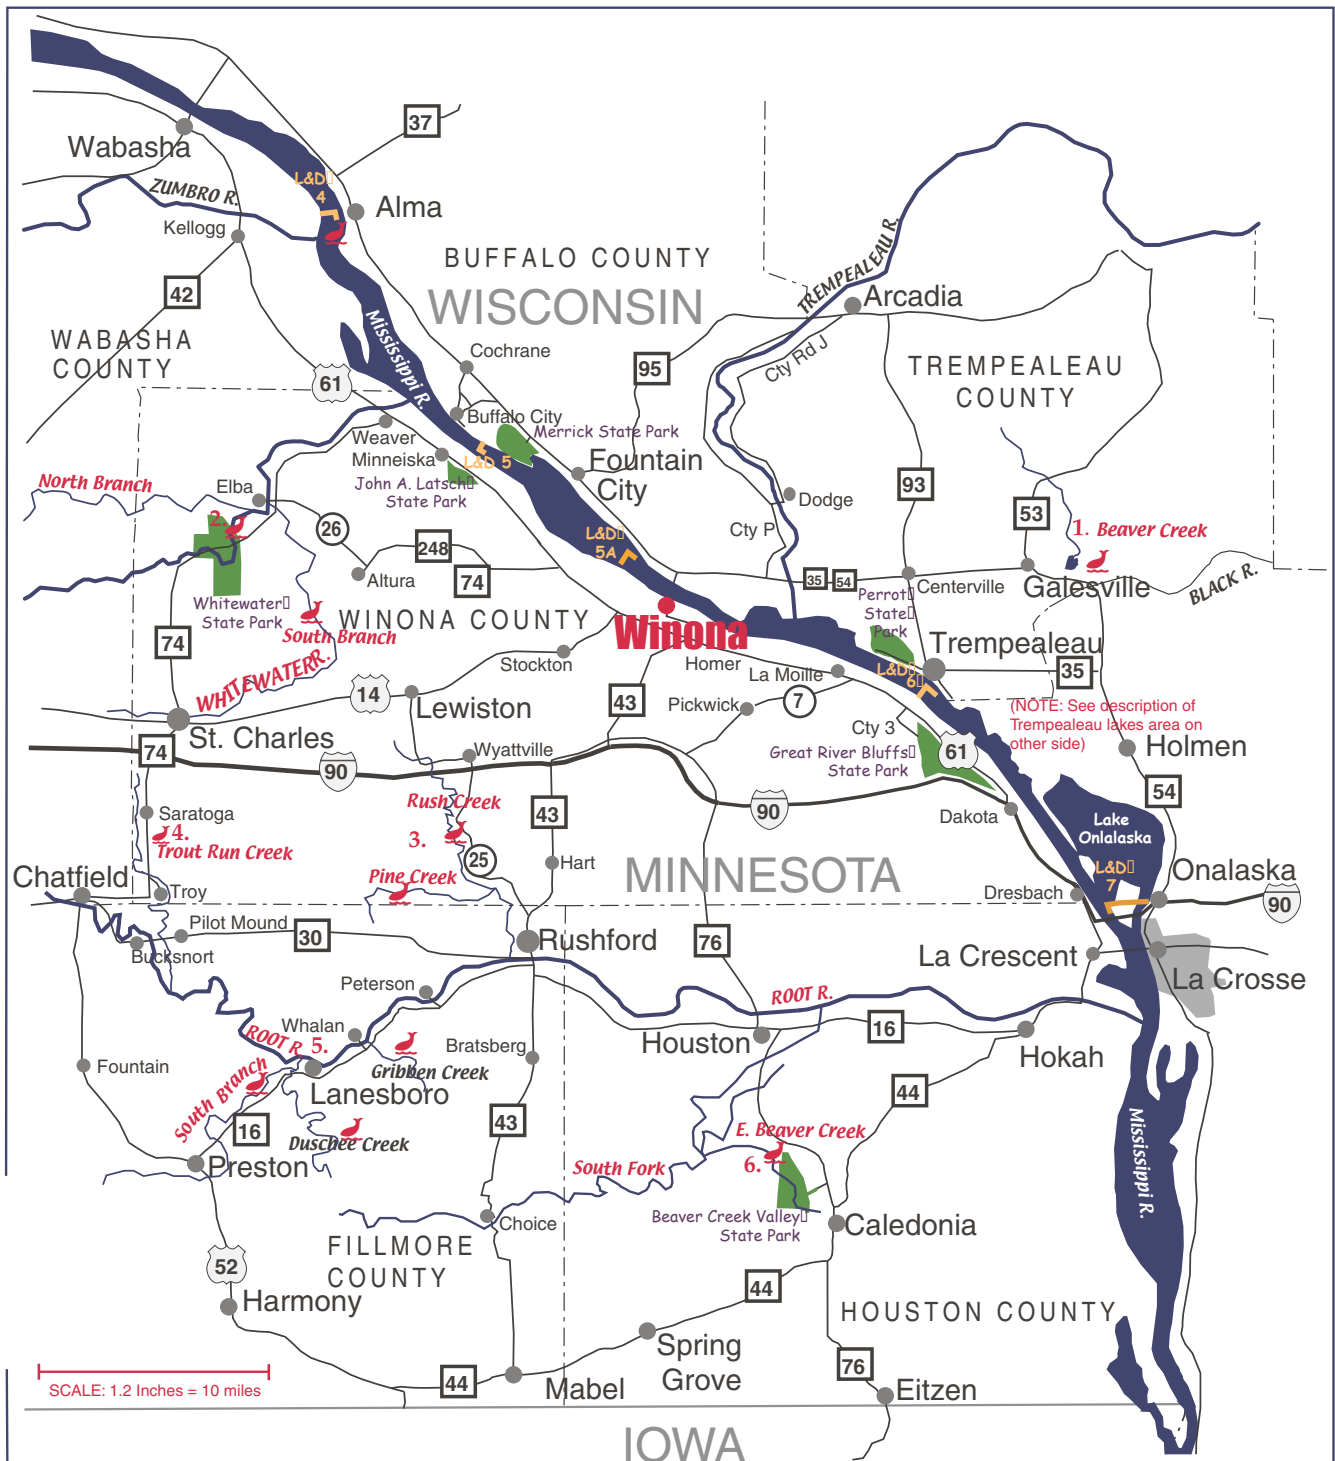 37
Wabasha
L&D
4
ZUMBRO R.
Alma
Kellogg
BUFFALO COUNTY
TREMPEALEAU R.
42
WISCONSIN
Arcadia
Mississippi R.
WABASHA
COUNTY
Cochrane
Cty Rd J
95
TREMPEALEAU
COUNTY
61
Buffalo City
Merrick State Park
Weaver
Minneiska
L&D 5
Fountain
City
North Branch
Elba
John A. Latsch
State Park
93
Dodge
53
2.
26
Cty P
1. Beaver Creek
L&D
5A
248
74
Altura
35
54
Centerville
Galesville
BLACK R.
Whitewater
State Park
WINONA COUNTY
Perrot
State
Park
South Branch
Winona
74
Trempealeau
WHITEWATER R.
Stockton
Homer
La Moille
L&D
6
35
14
Lewiston
43
Pickwick
7
(NOTE: See description of
Trempealeau lakes area on
other side)
St. Charles
Cty 3
74
Wyattville
Great River Bluffs
State Park
61
Holmen
90
Rush Creek
43
90
54
Saratoga
Dakota
Lake
Onlalaska
4.
Trout Run Creek
3.
25
Hart
Chatfield
Pine Creek
MINNESOTA
L&D
7
Onalaska
Troy
Dresbach
90
Pilot Mound
30
Rushford
76
Bucksnort
La Crescent
La Crosse
Peterson
ROOT R.
Whalan
16
ROOT R.
5.
Houston
Hokah
Bratsberg
Fountain
Gribben Creek
South Branch
Lanesboro
44
43
16
Duschee Creek
E. Beaver Creek
Mississippi R.
Preston
South Fork
6.
Beaver Creek Valley
State Park
Choice
Caledonia
FILLMORE
COUNTY
52
44
Harmony
HOUSTON COUNTY
Spring
Grove
76
SCALE: 1.2 Inches = 10 miles
44
Mabel
Eitzen
IOWA